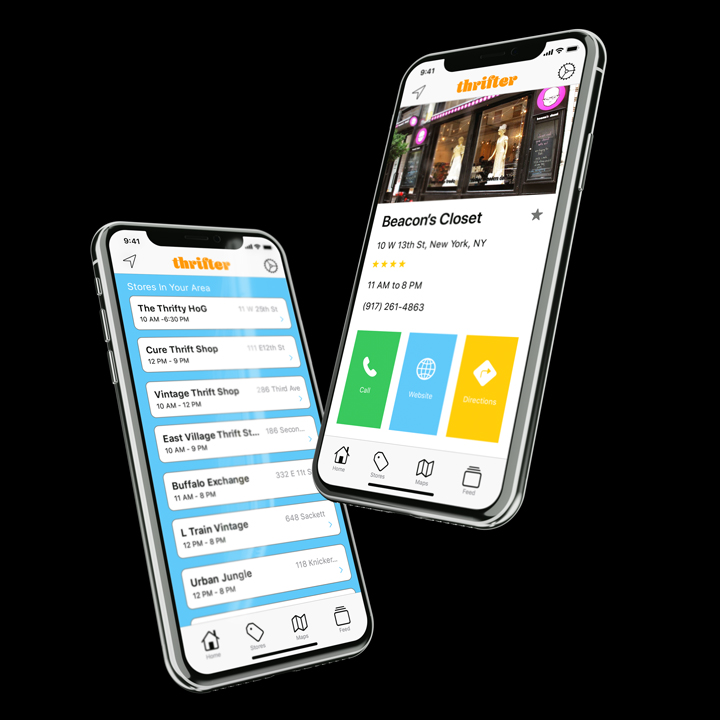 9:41
thrifter
Stores In Your Area
The Thrifty HoG
11 W 29th St
10 AM -6:30 PM
Cure Thrift Shop
111 E12th St
12 PM - 9 PM
Vintage Thrift Shop
286 Third Ave
10 AM - 12 PM
East Village Thrift St...
186 Secon...
10 AM - 9 PM
Buffalo Exchange
332 E 11t S
11 AM - 8 PM
L Train Vintage
648 Sackett
12 PM - 8 PM
Urban Jungle
118 Knicker...
12 PM - 8 PM
Home
Stores
Maps
Feed
9:41
thrifter
Beacon's Closet
10 W 13th St, New York, NY
11 AM to 8 PM
(917) 261-4863
Call
Website
Directions
Home
Stores
Maps
Feed